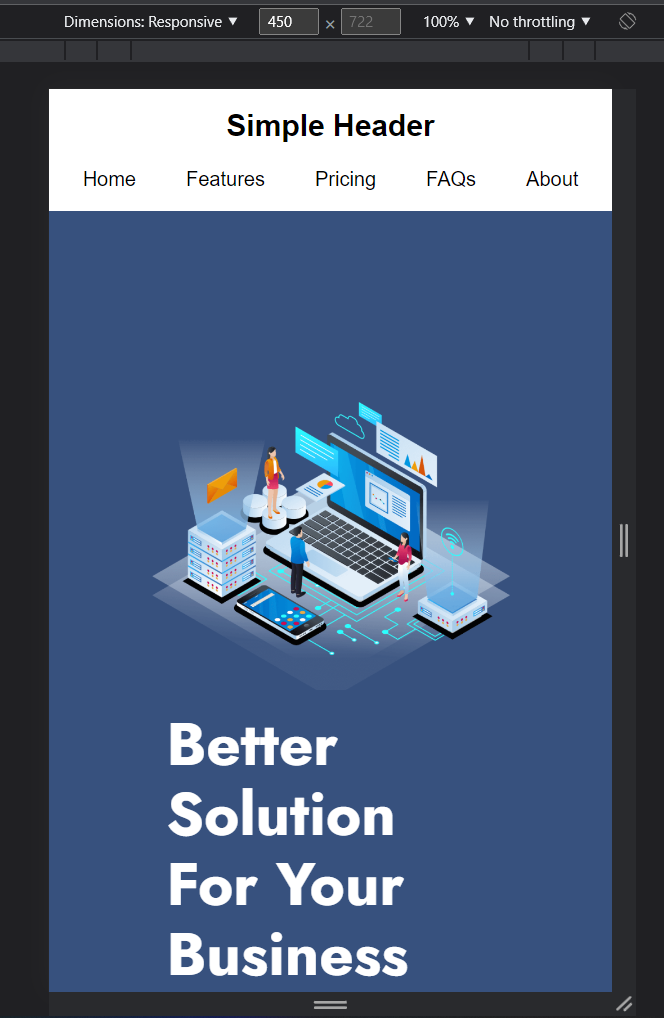 Dimensions: Responsive ▼ 450 × 722 100% ▼ No throttling ▼
Simple Header
Home Features Pricing FAQs About
Better
Solution
For Your
Business